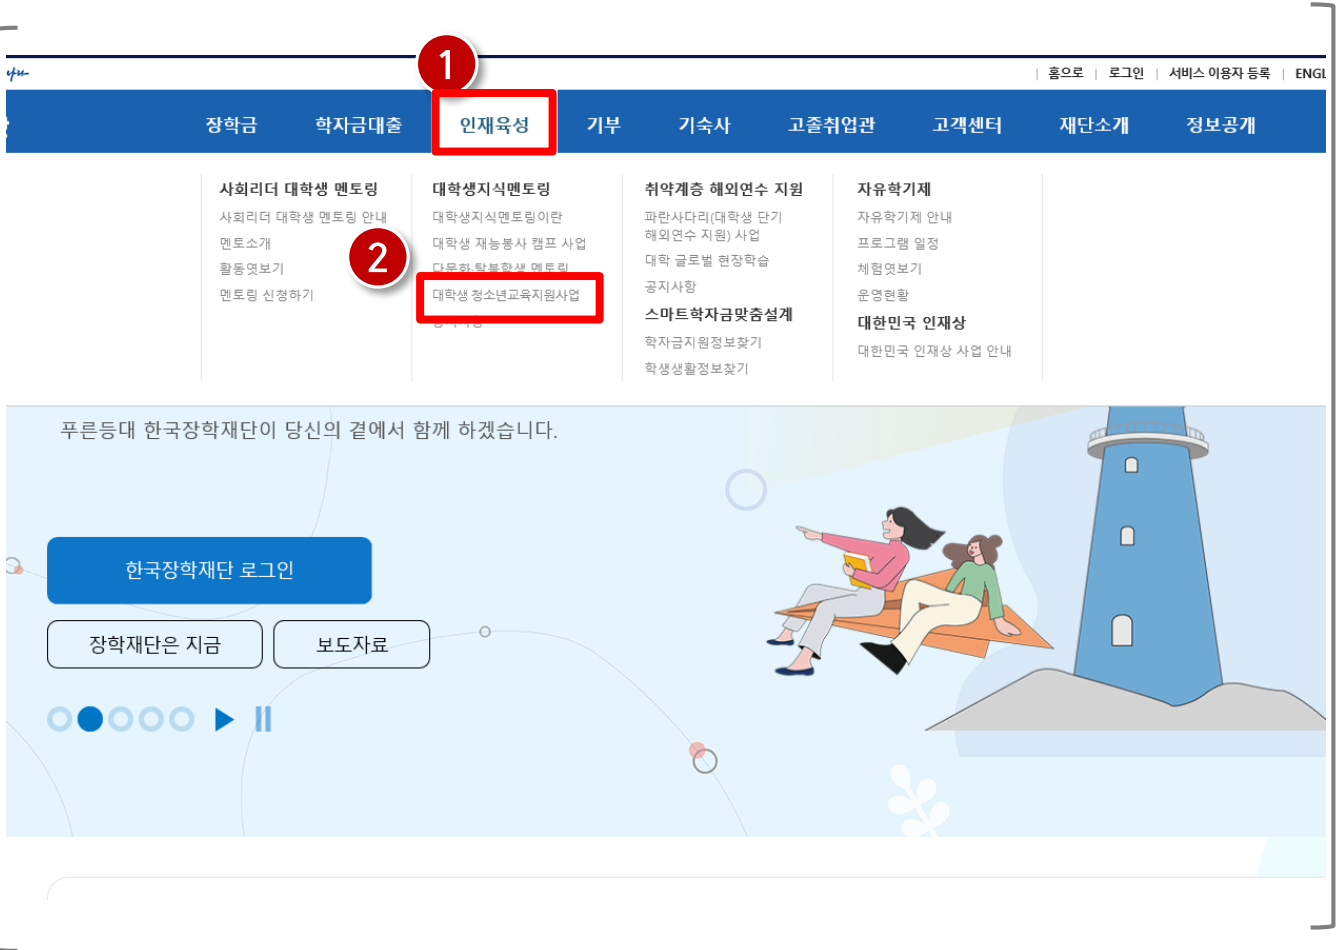 1
홈으로 | 로그인 | 서비스 이용자 등록 | ENGL
장학금 학자금대출 인재육성 기부 기숙사 고졸취업관 고객센터 재단소개 정보공개
사회리더 대학생 멘토링
사회리더 대학생 멘토링 안내
멘토소개
활동엿보기
멘토링 신청하기
2
대학생지식멘토링
대학생지식멘토링이란
대학생 재능봉사 캠프 사업
다문화·탈북학생 멘토링
대학생 청소년교육지원사업
취약계층 해외연수 지원
파란사다리(대학생 단기
해외연수 지원) 사업
대학 글로벌 현장학습
공지사항
스마트학자금맞춤설계
학자금지원정보찾기
학생생활정보찾기
자유학기제
자유학기제 안내
프로그램 일정
체험엿보기
운영현황
대한민국 인재상
대한민국 인재상 사업 안내
푸른등대 한국장학재단이 당신의 곁에서 함께 하겠습니다.
한국장학재단 로그인
장학재단은 지금
보도자료